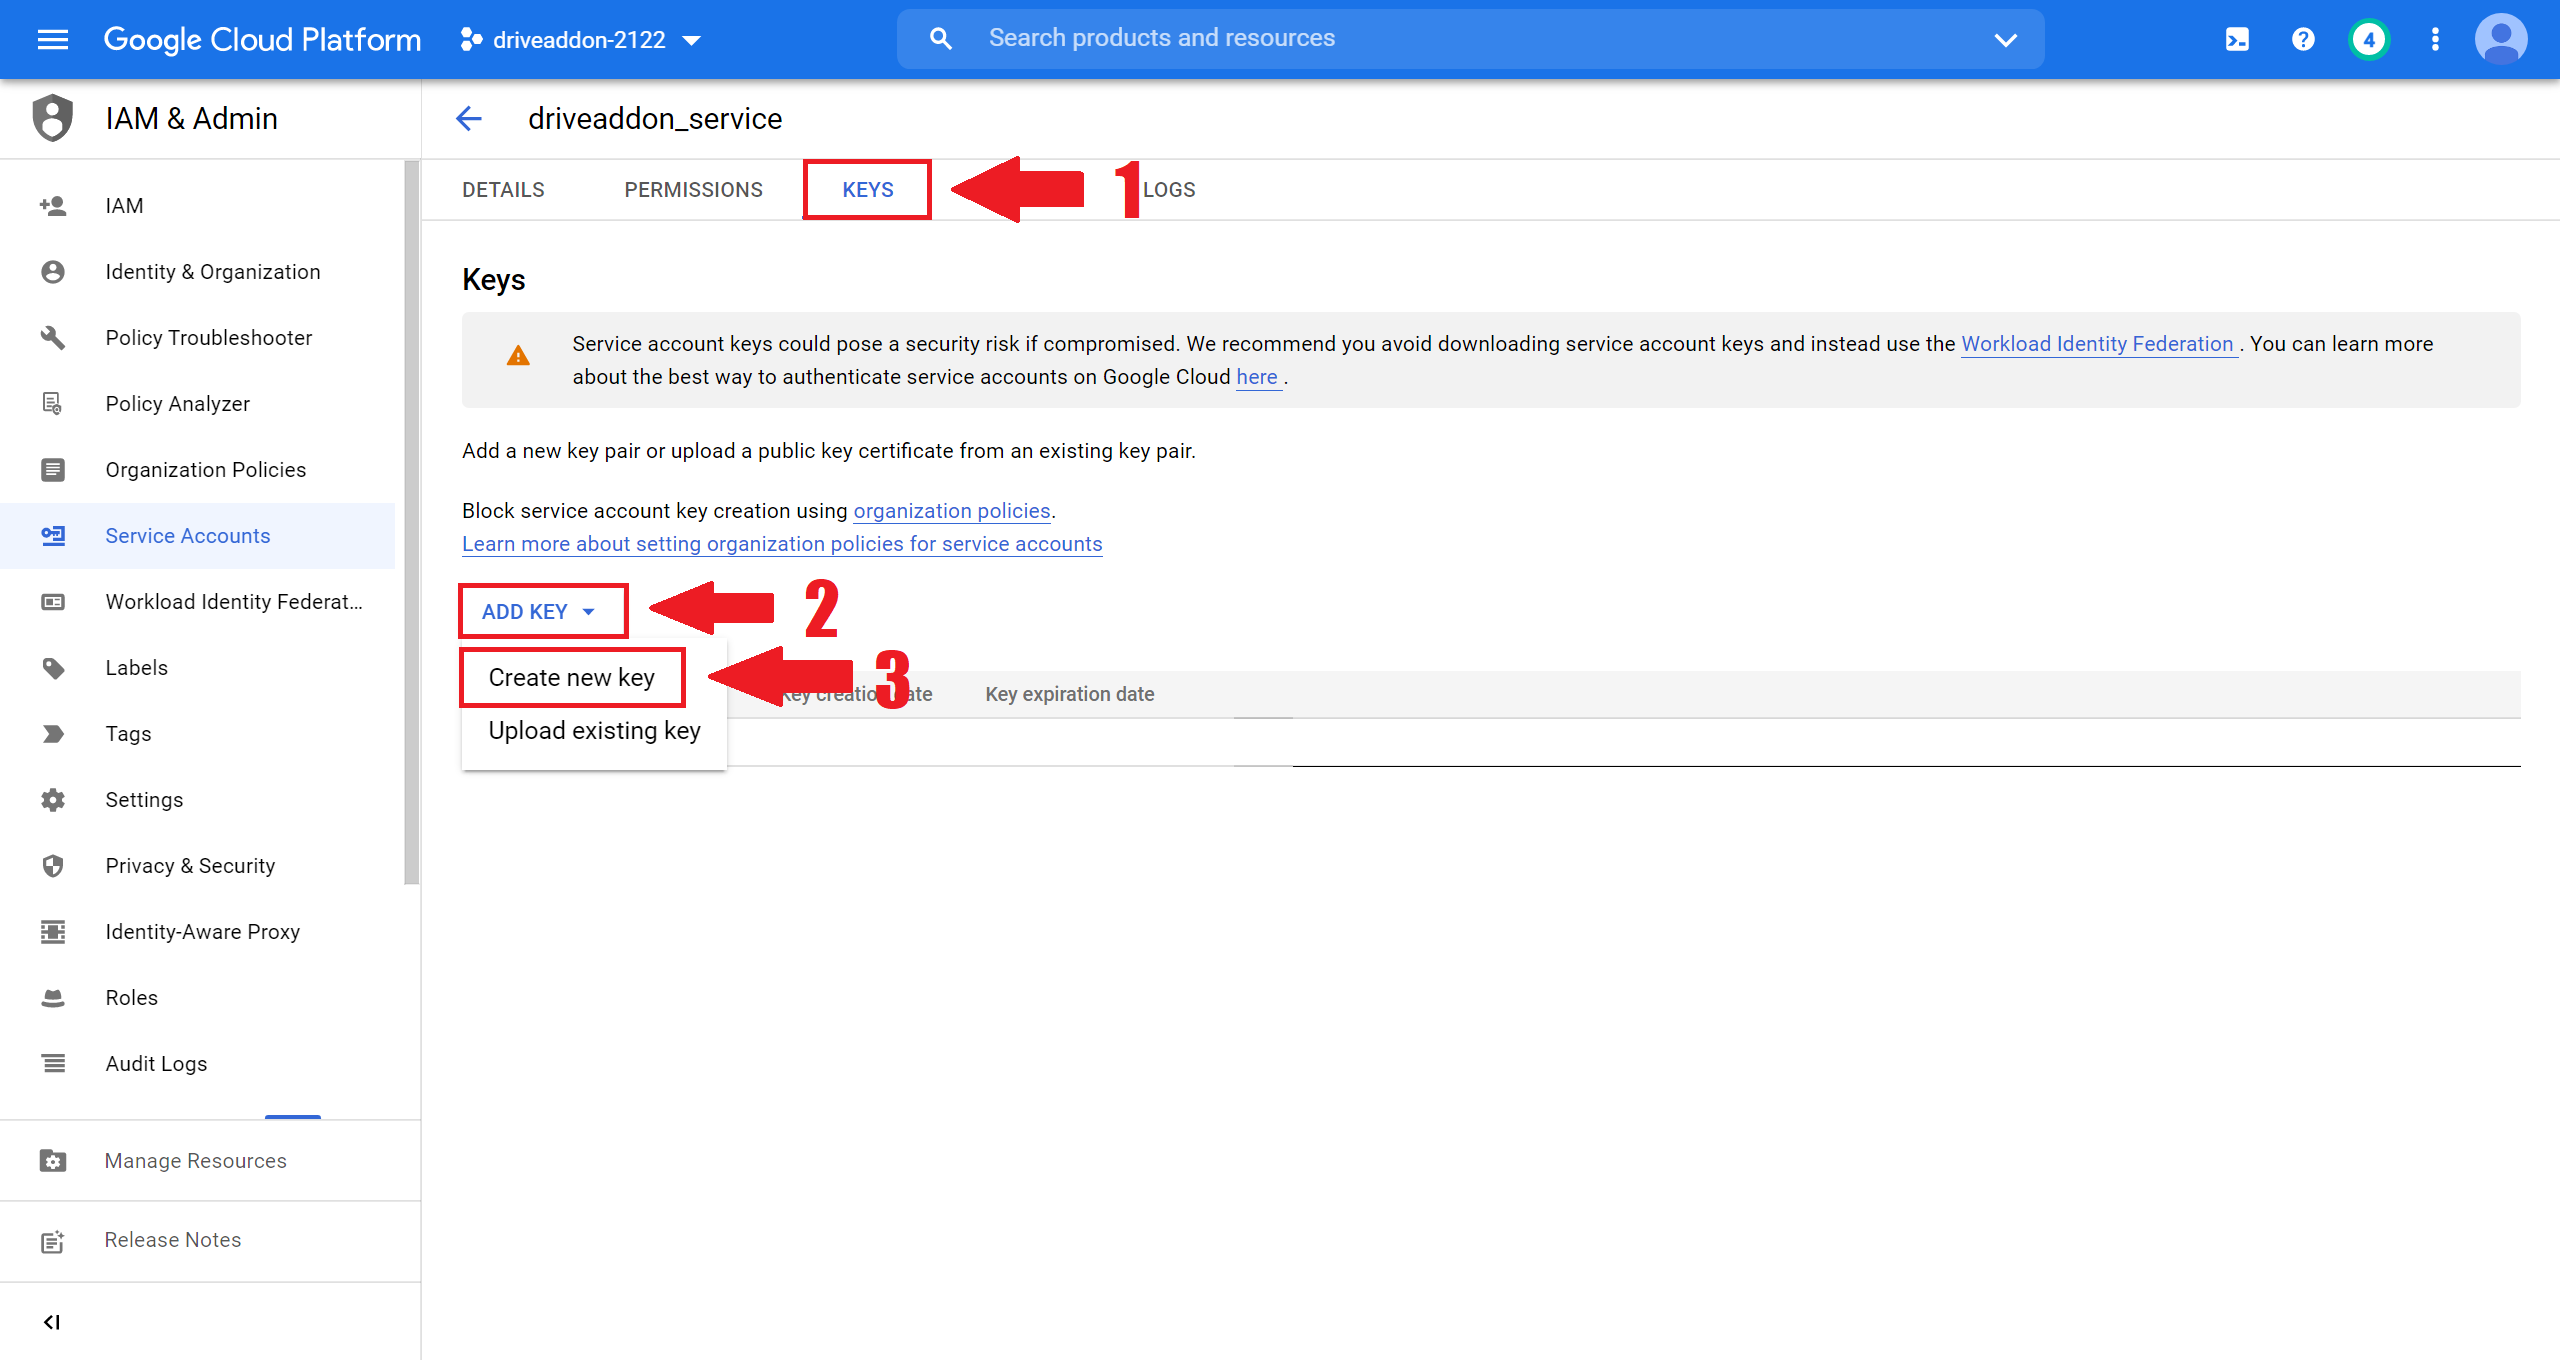 Google Cloud Platform
driveaddon-2122
Search products and resources
4
IAM & Admin
driveaddon_service
DETAILS PERMISSIONS KEYS 1 LOGS
IAM
Identity & Organization
Policy Troubleshooter
Policy Analyzer
Organization Policies
Service Accounts
Workload Identity Federat...
Labels
Tags
Settings
Privacy & Security
Identity-Aware Proxy
Roles
Audit Logs
Manage Resources
Release Notes
Keys
Service account keys could pose a security risk if compromised. We recommend you avoid downloading service account keys and instead use the Workload Identity Federation . You can learn more
about the best way to authenticate service accounts on Google Cloud here .
Add a new key pair or upload a public key certificate from an existing key pair.
Block service account key creation using organization policies.
Learn more about setting organization policies for service accounts
ADD KEY 2
Create new key 3
Key creation date Key expiration date
Upload existing key